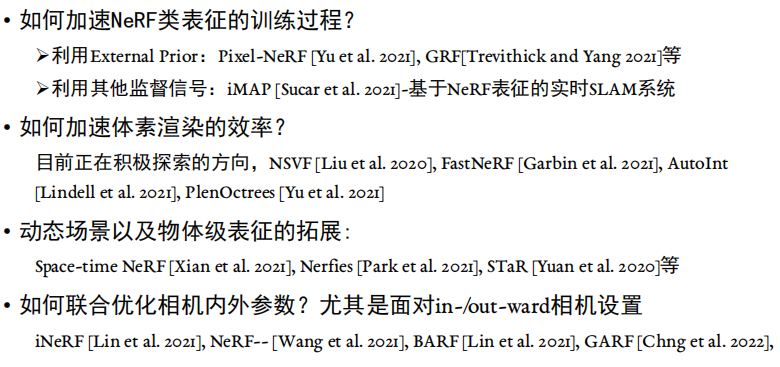 • 如何加速NeRF类表征的训练过程?
➢利用External Prior：Pixel-NeRF [Yu et al. 2021], GRF[Trevithick and Yang 2021]等
➢利用其他监督信号：iMAP [Sucar et al. 2021]-基于NeRF表征的实时SLAM系统
• 如何加速体素渲染的效率?
目前正在积极探索的方向，NSVF [Liu et al. 2020], FastNeRF [Garbin et al. 2021], AutoInt
[Lindell et al. 2021], PlenOctrees [Yu et al. 2021]
• 动态场景以及物体级表征的拓展:
Space-time NeRF [Xian et al. 2021], Nerfies [Park et al. 2021], STaR [Yuan et al. 2020]等
• 如何联合优化相机内外参数? 尤其是面对in-/out-ward相机设置
iNeRF [Lin et al. 2021], NeRF-- [Wang et al. 2021], BARF [Lin et al. 2021], GARF [Chng et al. 2022],